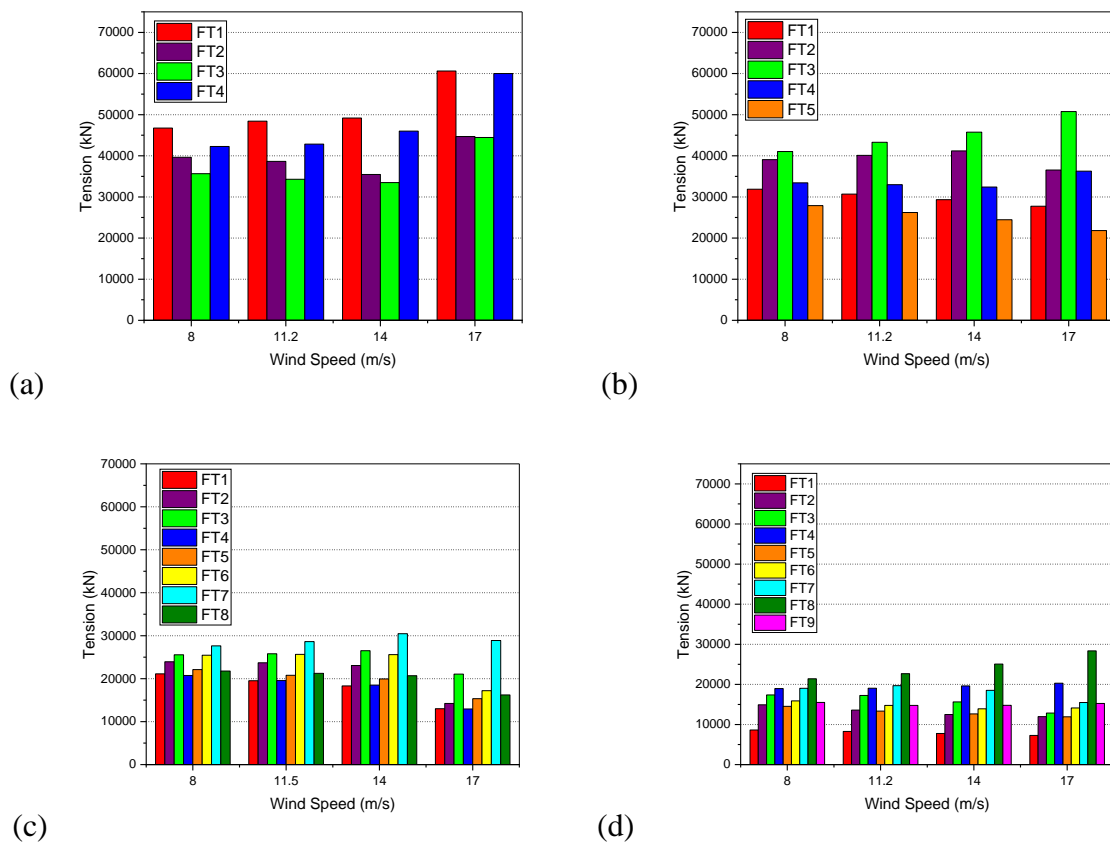 70000
60000
50000
40000
30000
20000
10000
0
Tension (kN)
FT1
FT2
FT3
FT4
8 11.2 14 17
Wind Speed (m/s)
(a)
70000
60000
50000
40000
30000
20000
10000
0
Tension (kN)
FT1
FT2
FT3
FT4
FT5
8 11.2 14 17
Wind Speed (m/s)
(b)
70000
60000
50000
40000
30000
20000
10000
0
Tension (kN)
FT1
FT2
FT3
FT4
FT5
FT6
FT7
FT8
8 11.5 14 17
Wind Speed (m/s)
(c)
70000
60000
50000
40000
30000
20000
10000
0
Tension (kN)
FT1
FT2
FT3
FT4
FT5
FT6
FT7
FT8
FT9
8 11.2 14 17
Wind Speed (m/s)
(d)